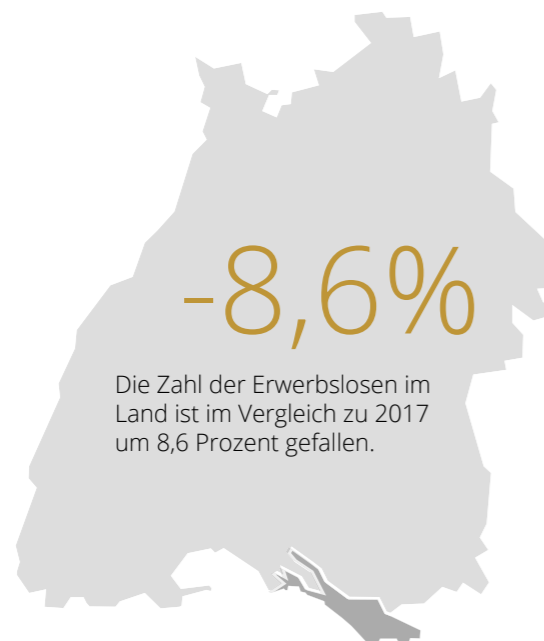 -8,6%
Die Zahl der Erwerbslosen im
Land ist im Vergleich zu 2017
um 8,6 Prozent gefallen.